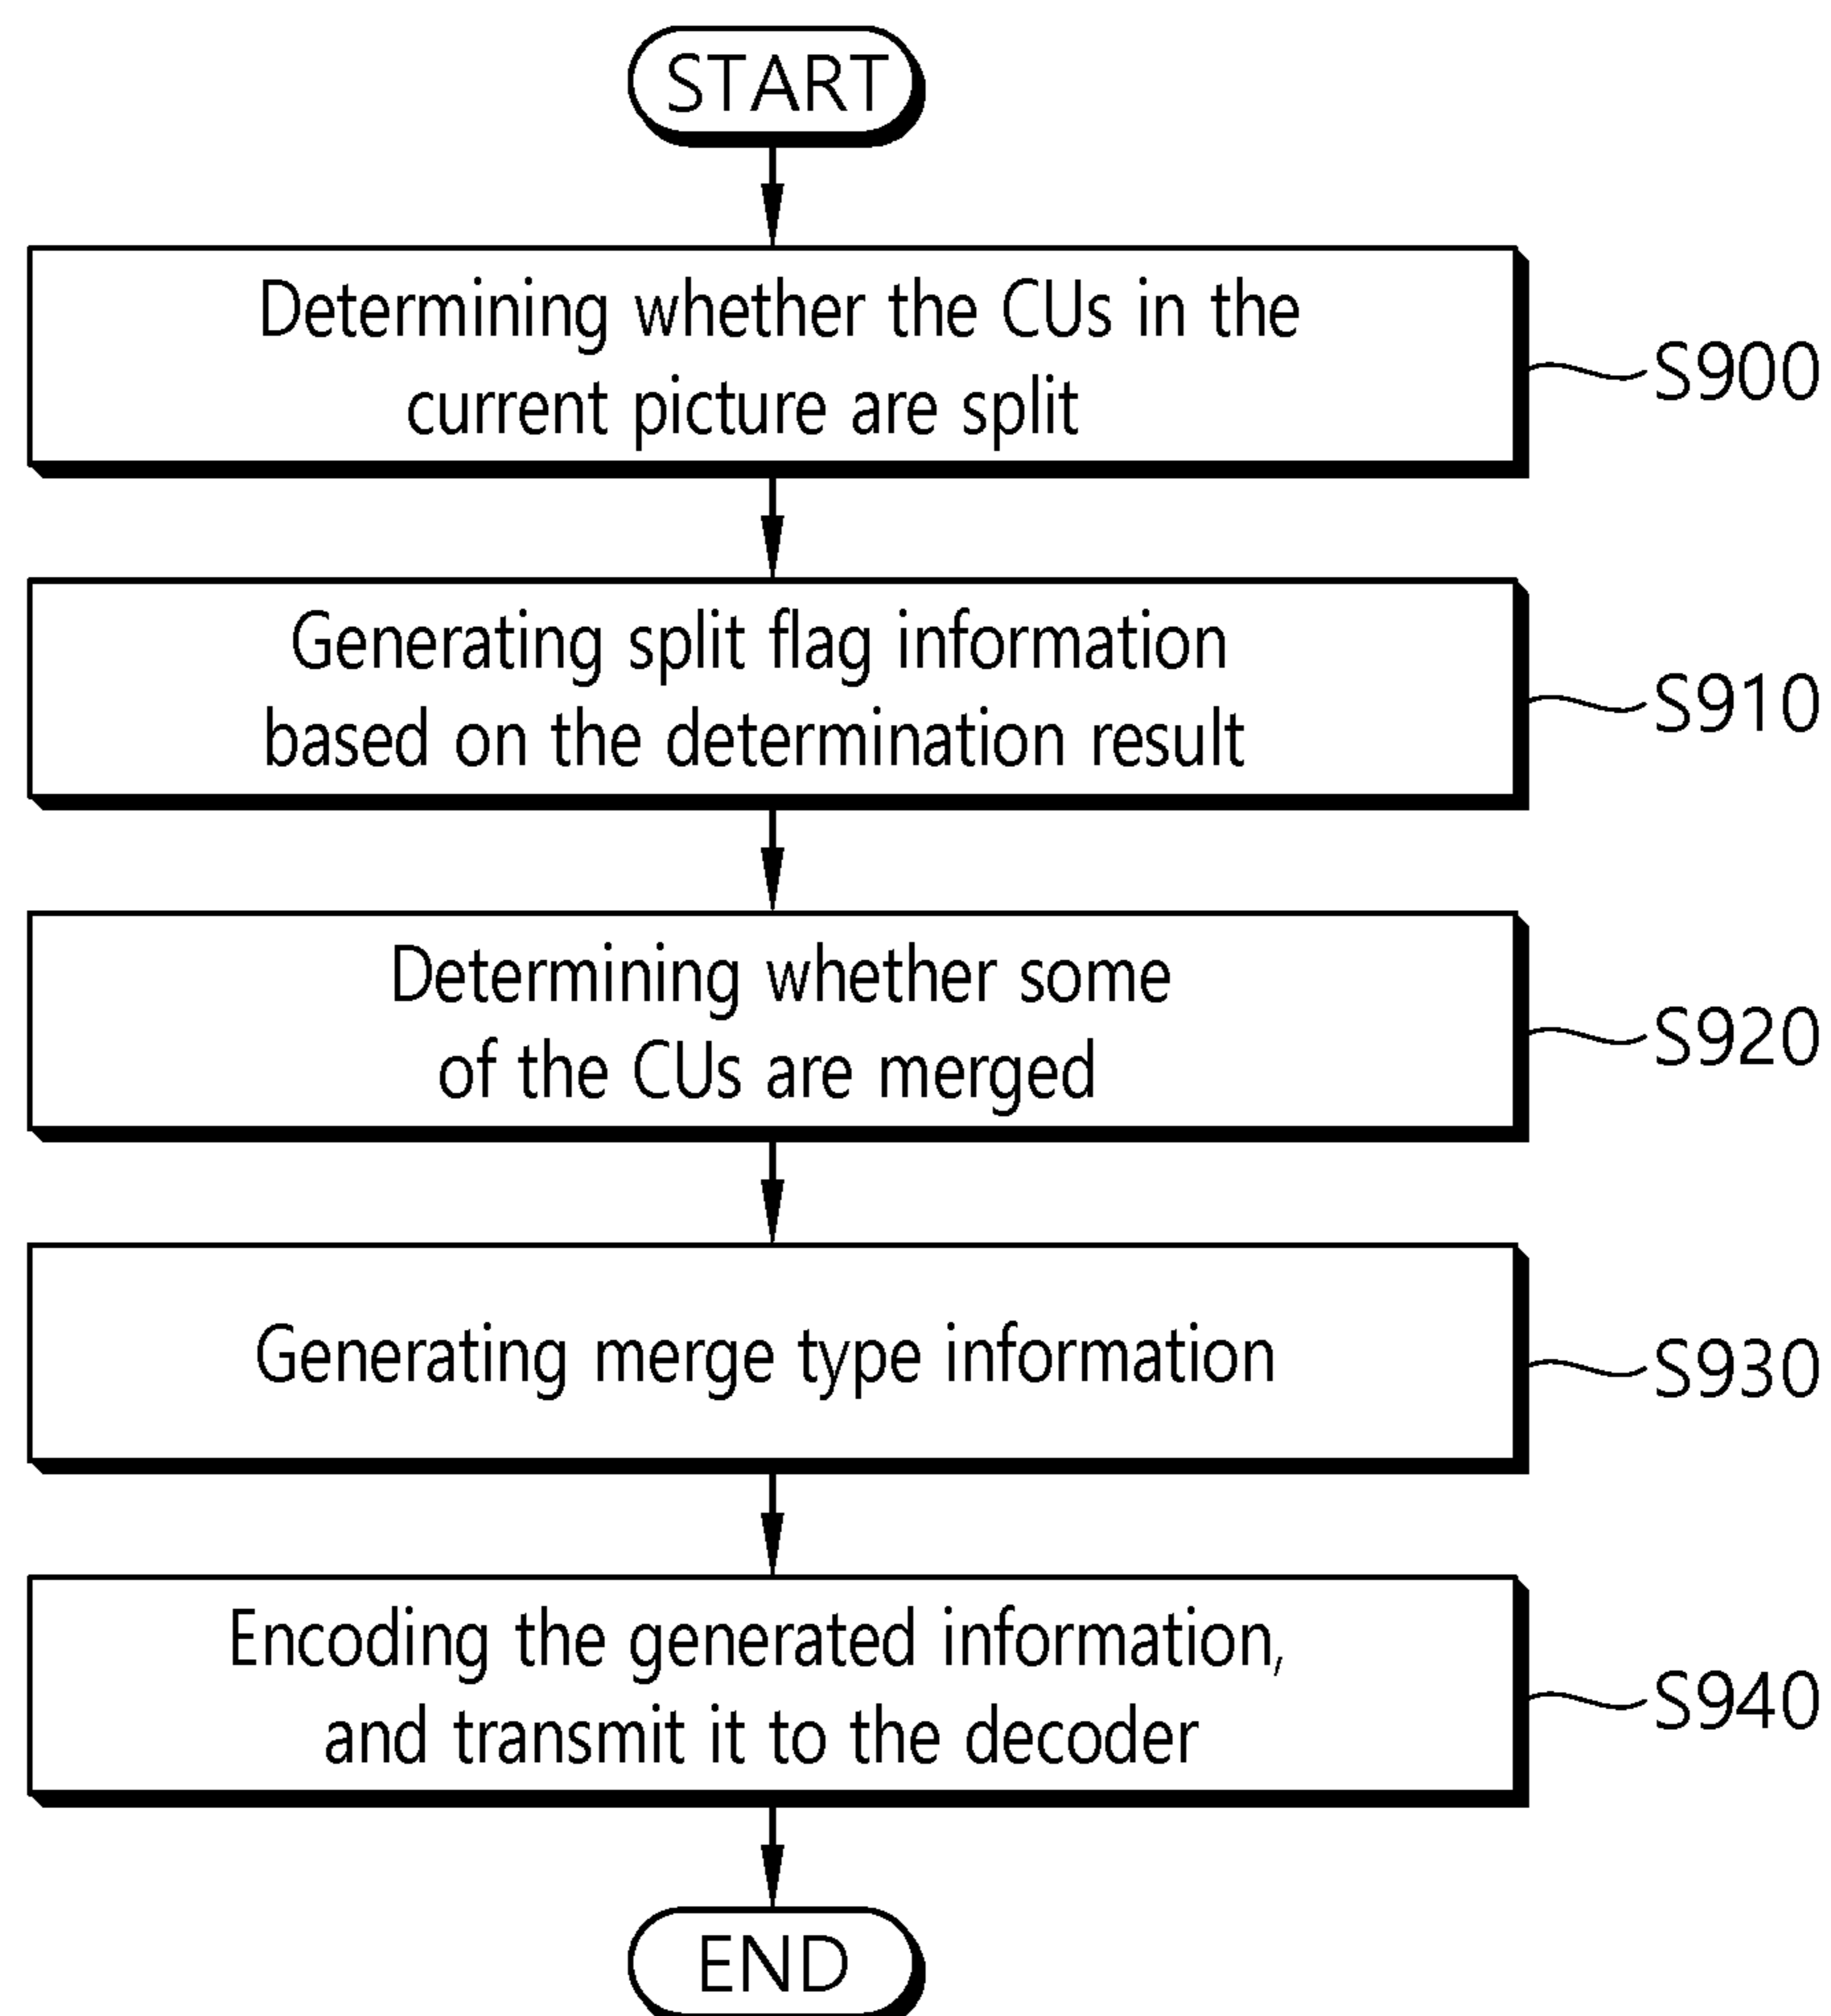 START
Determining whether the CUs in the
current picture are split
S900
Generating split flag information
based on the determination result
S910
Determining whether some
of the CUs are merged
S920
Generating merge type information
S930
Encoding the generated information,
and transmit it to the decoder
S940
END